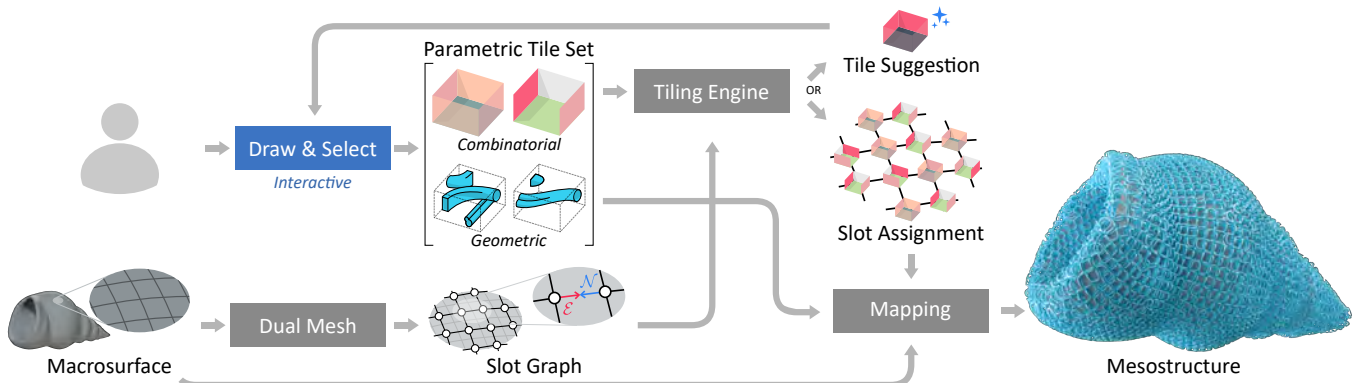 Parametric Tile Set
Combinatorial
Geometric
Draw & Select
Interactive
Tiling Engine
OR
Tile Suggestion
Slot Assignment
Macrosurface
Dual Mesh
ℰ
𝒩
Slot Graph
Mapping
Mesostructure